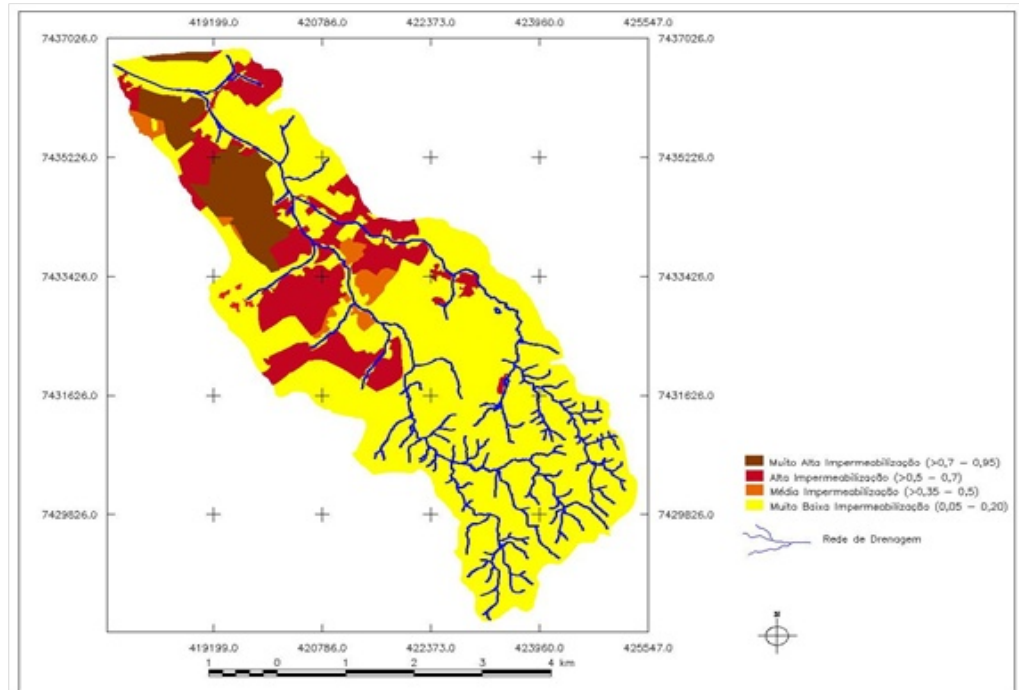 419199.0 420786.0 422373.0 423960.0 425547.0
7437026.0 7437026.0
7435226.0 7435226.0
7433426.0 7433426.0
7431626.0 7431626.0
7429826.0 7429826.0
Muito Alta Impermeabilização (>0,7 – 0,95)
Alta Impermeabilização (>0,5 – 0,7)
Média Impermeabilização (>0,35 – 0,5)
Muito Baixa Impermeabilização (0,05 – 0,20)
Rede de Drenagem
N
419199.0 420786.0 422373.0 423960.0 425547.0
1 0 1 2 3 4 km